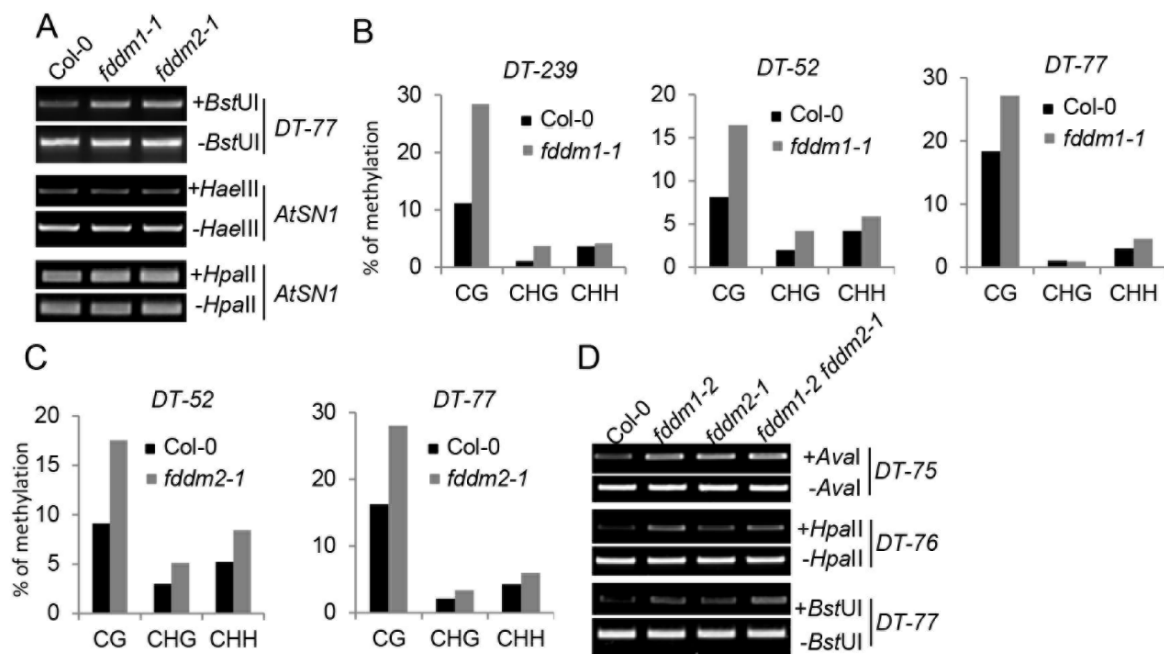 A
Col-0
fddm1-1
fddm2-1
+BstUI
-BstUI
DT-77
+HaeIII
-HaeIII
AtSN1
+HpaII
-HpaII
AtSN1
B
% of methylation
DT-239
30
20
10
0
Col-0
fddm1-1
CG CHG CHH
DT-52
20
15
10
5
0
Col-0
fddm1-1
CG CHG CHH
DT-77
30
20
10
0
Col-0
fddm1-1
CG CHG CHH
C
% of methylation
DT-52
20
15
10
5
0
Col-0
fddm2-1
CG CHG CHH
DT-77
30
20
10
0
Col-0
fddm2-1
CG CHG CHH
D
Col-0
fddm1-2
fddm2-1
fddm1-2 fddm2-1
+AvaI
-AvaI
DT-75
+HpaII
-HpaII
DT-76
+BstUI
-BstUI
DT-77